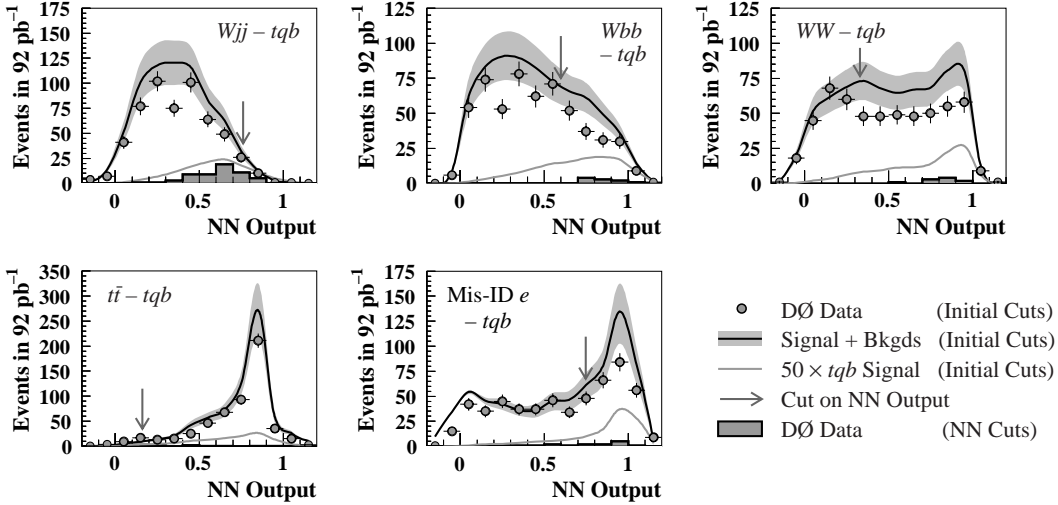 Events in 92 pb⁻¹
175
150
125
100
75
50
25
0
Wjj – tqb
0
0.5
1
NN Output
Events in 92 pb⁻¹
125
100
75
50
25
0
Wbb
– tqb
0
0.5
1
NN Output
Events in 92 pb⁻¹
125
100
75
50
25
0
WW – tqb
0
0.5
1
NN Output
Events in 92 pb⁻¹
350
300
250
200
150
100
50
0
tt̄ – tqb
0
0.5
1
NN Output
Events in 92 pb⁻¹
175
150
125
100
75
50
25
0
Mis-ID e
– tqb
0
0.5
1
NN Output
DØ Data (Initial Cuts)
Signal + Bkgds (Initial Cuts)
50 × tqb Signal (Initial Cuts)
Cut on NN Output
DØ Data (NN Cuts)